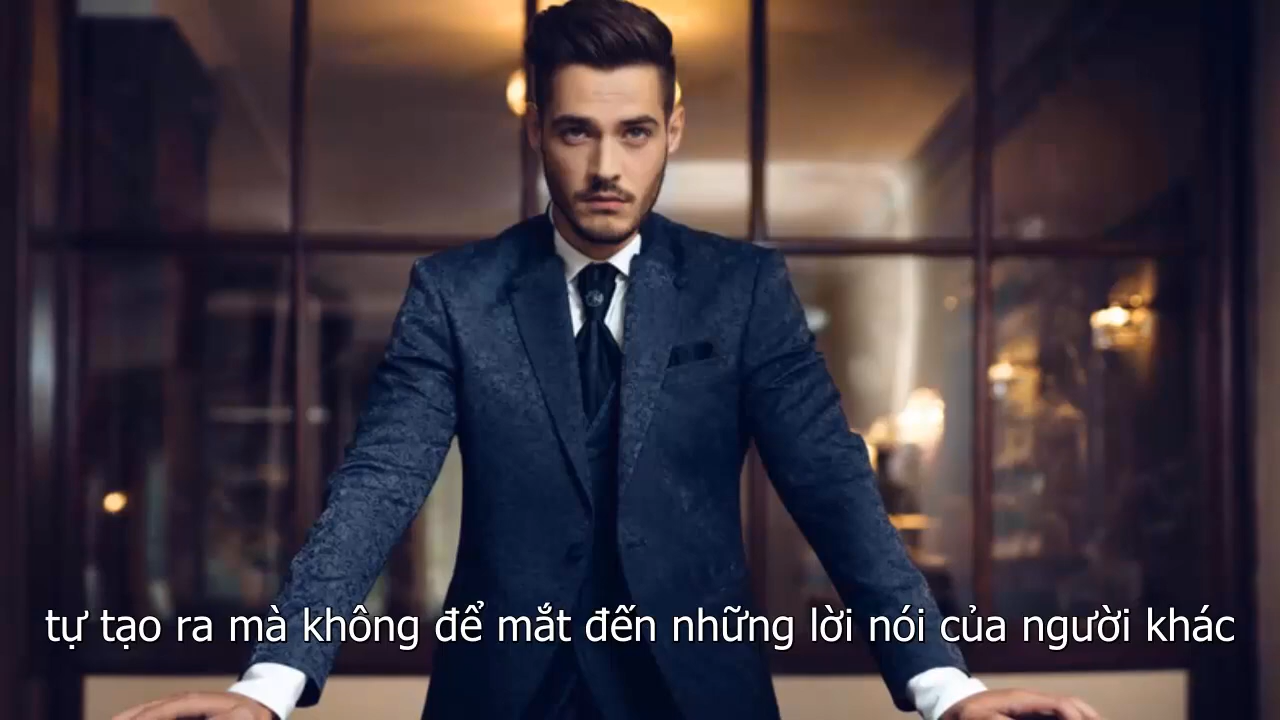 tự tạo ra mà không để mắt đến những lời nói của người khác